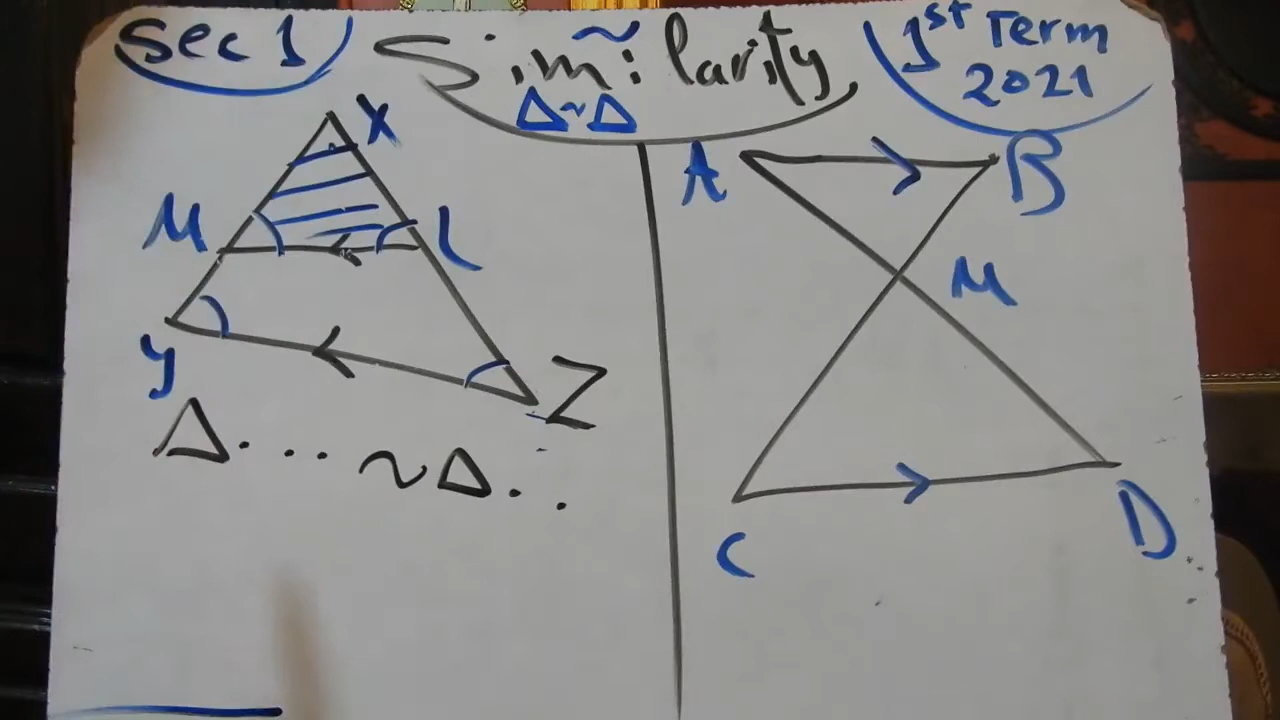 Sec 1
Similarity
Δ~Δ
1st Term
2021
X
M
L
y
Z
Δ.... ~Δ..
A
B
M
C
D